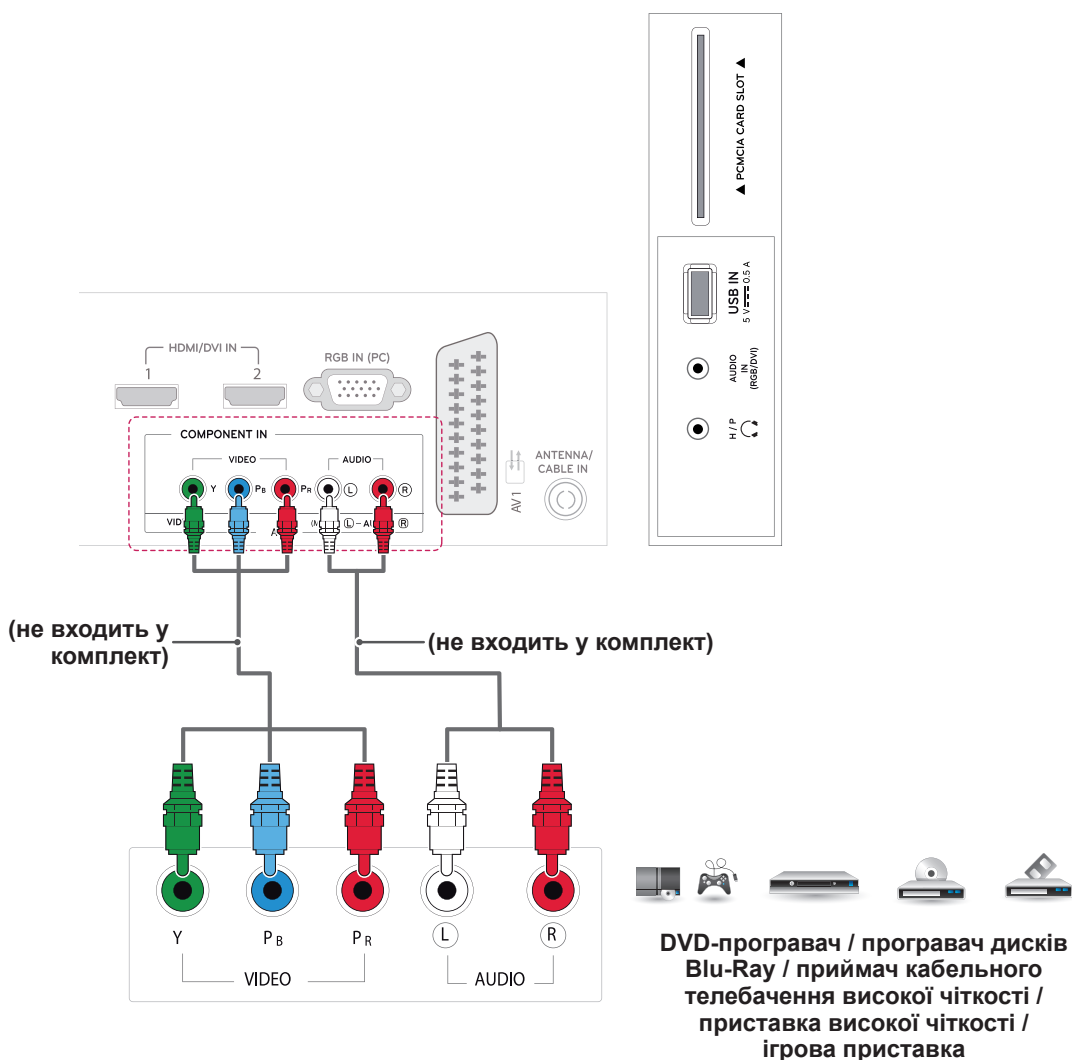 ▲ PCMCIA CARD SLOT ▲
USB IN
5 V 0.5 A
AUDIO
IN
(RGB/DVI)
H / P
HDMI/DVI IN
1 2
RGB IN (PC)
COMPONENT IN
VIDEO AUDIO
Y PB PR L R
L R
AV1
ANTENNA/
CABLE IN
(не входить у
комплект)
(не входить у комплект)
Y PB PR L R
VIDEO AUDIO
DVD-програвач / програвач дисків
Blu-Ray / приймач кабельного
телебачення високої чіткості /
приставка високої чіткості /
ігрова приставка